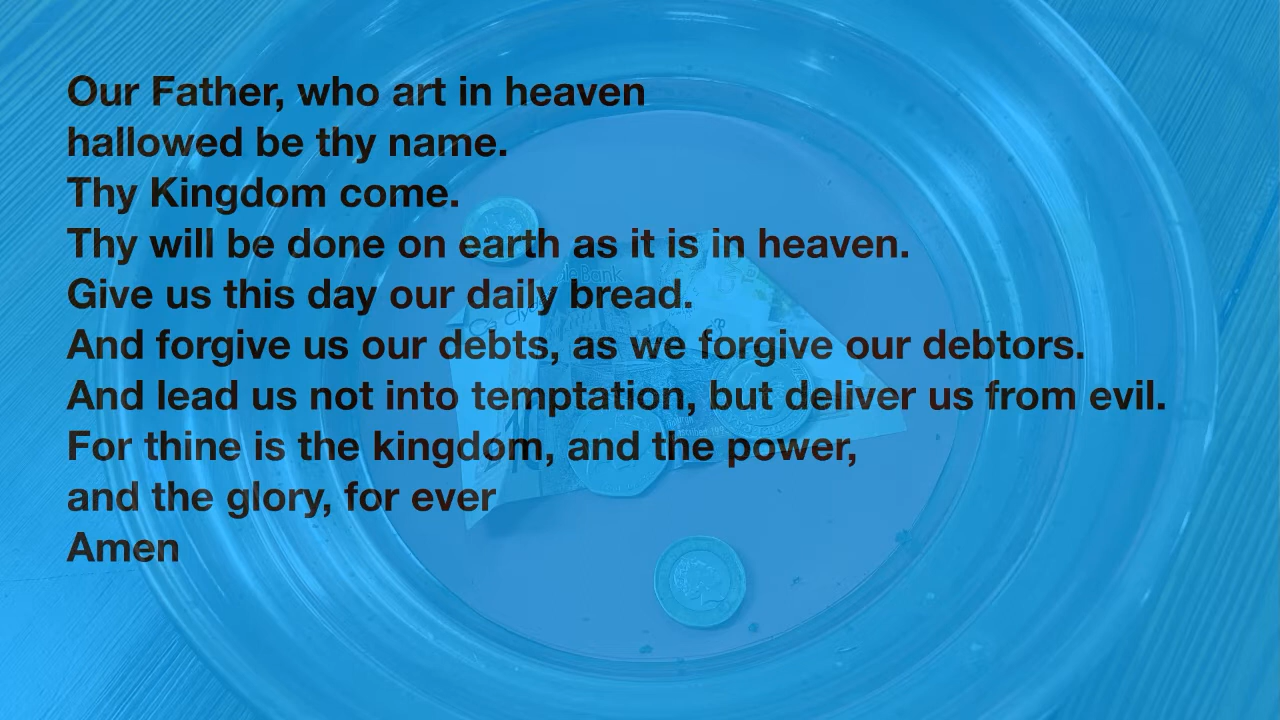 Our Father, who art in heaven
hallowed be thy name.
Thy Kingdom come.
Thy will be done on earth as it is in heaven.
Give us this day our daily bread.
And forgive us our debts, as we forgive our debtors.
And lead us not into temptation, but deliver us from evil.
For thine is the kingdom, and the power,
and the glory, for ever
Amen
Bank